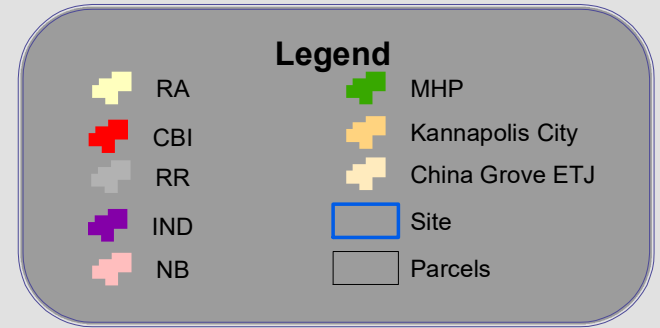 Legend
RA
CBI
RR
IND
NB
MHP
Kannapolis City
China Grove ETJ
Site
Parcels